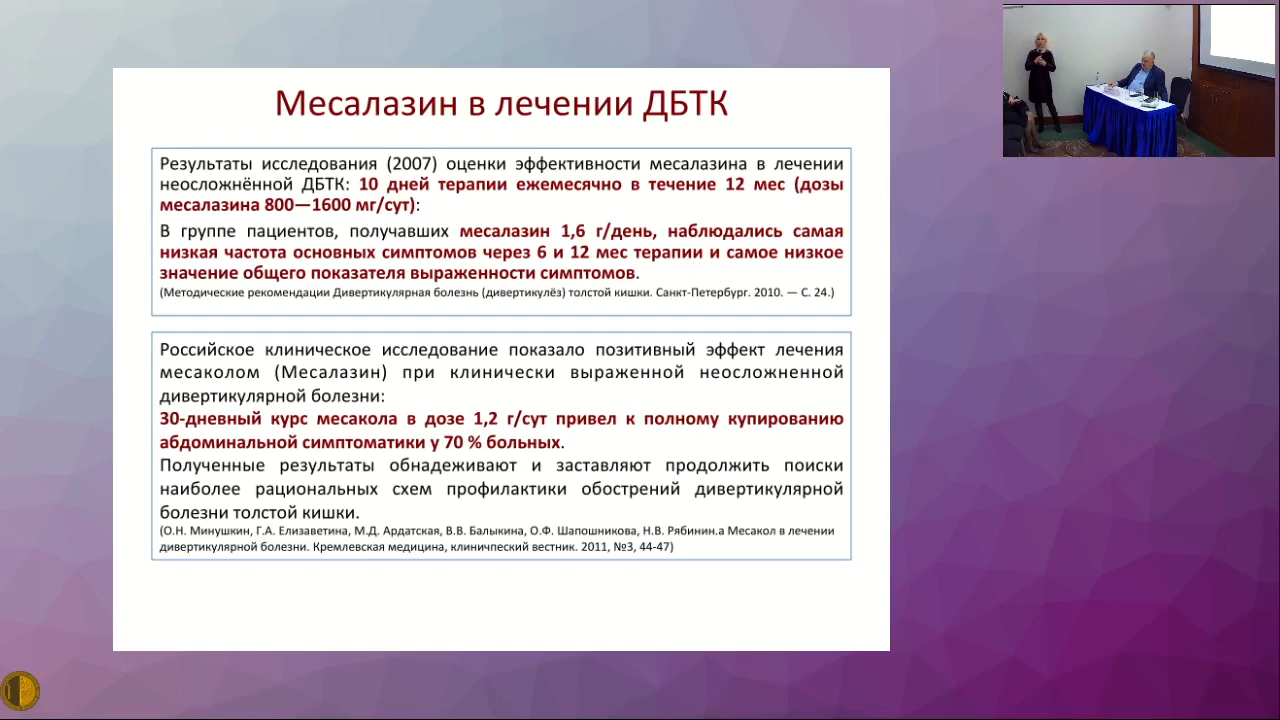 Месалазин в лечении ДБТК
Результаты исследования (2007) оценки эффективности месалазина в лечении
неосложнённой ДБТК: 10 дней терапии ежемесячно в течение 12 мес (дозы
месалазина 800—1600 мг/сут):
В группе пациентов, получавших месалазин 1,6 г/день, наблюдались самая
низкая частота основных симптомов через 6 и 12 мес терапии и самое низкое
значение общего показателя выраженности симптомов.
(Методические рекомендации Дивертикулярная болезнь (дивертикулёз) толстой кишки. Санкт-Петербург. 2010. — С. 24.)
Российское клиническое исследование показало позитивный эффект лечения
месаколом (Месалазин) при клинически выраженной неосложненной
дивертикулярной болезни:
30-дневный курс месакола в дозе 1,2 г/сут привел к полному купированию
абдоминальной симптоматики у 70 % больных.
Полученные результаты обнадеживают и заставляют продолжить поиски
наиболее рациональных схем профилактики обострений дивертикулярной
болезни толстой кишки.
(О.Н. Минушкин, Г.А. Елизаветина, М.Д. Ардатская, В.В. Балыкина, О.Ф. Шапошникова, Н.В. Рябинин.а Месакол в лечении
дивертикулярной болезни. Кремлевская медицина, клиничпеский вестник. 2011, №3, 44-47)